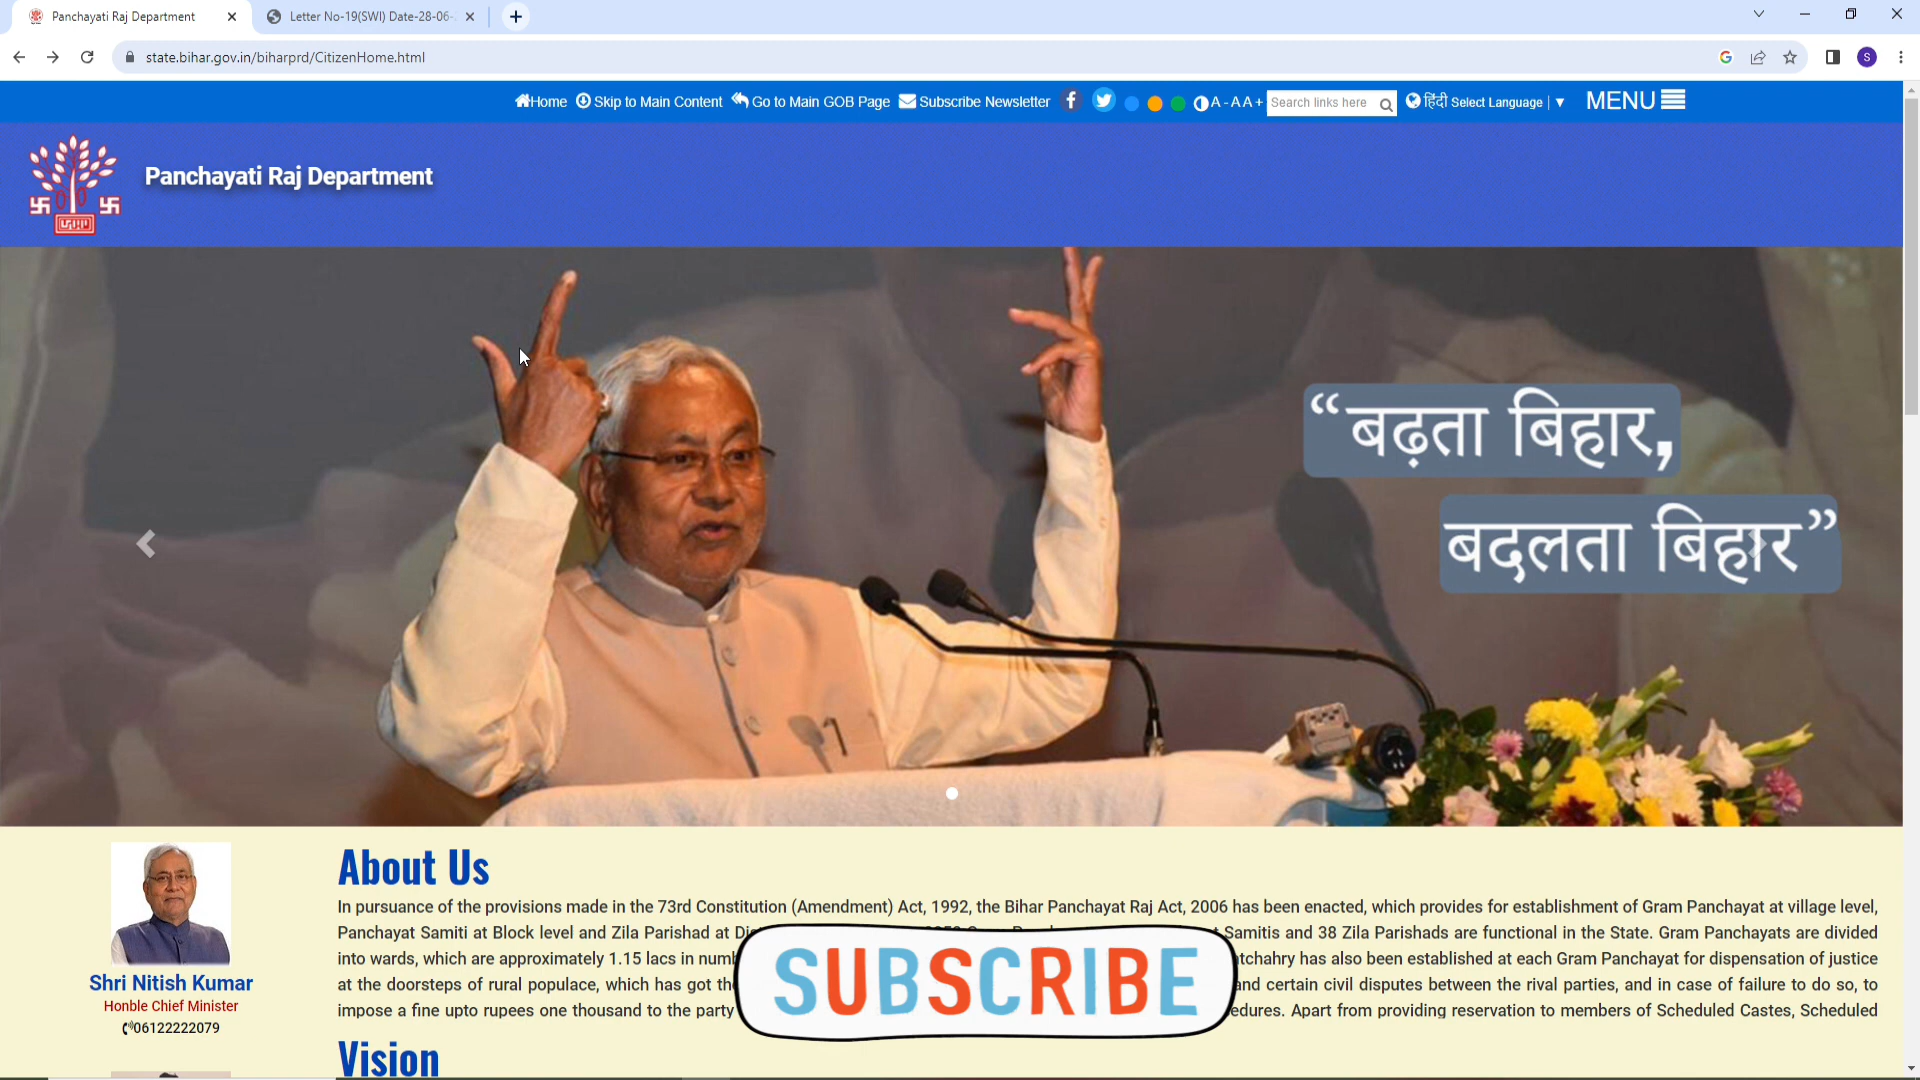 Panchayati Raj Department
Letter No-19(SWI) Date-28-06-
state.bihar.gov.in/biharprd/CitizenHome.html
S
Home Skip to Main Content Go to Main GOB Page Subscribe Newsletter A - A A + Search links here हिंदी Select Language ▼ MENU
Panchayati Raj Department
“बढ़ता बिहार,
बदलता बिहार”
About Us
In pursuance of the provisions made in the 73rd Constitution (Amendment) Act, 1992, the Bihar Panchayat Raj Act, 2006 has been enacted, which provides for establishment of Gram Panchayat at village level,
Panchayat Samiti at Block level and Zila Parishad at Samitis and 38 Zila Parishads are functional in the State. Gram Panchayats are divided
into wards, which are approximately 1.15 lacs in has also been established at each Gram Panchayat for dispensation of justice
at the doorsteps of rural populace, which has got and certain civil disputes between the rival parties, and in case of failure to do so, to
impose a fine upto rupees one thousand to the party Apart from providing reservation to members of Scheduled Castes, Scheduled
SUBSCRIBE
Shri Nitish Kumar
Honble Chief Minister
06122222079
Vision